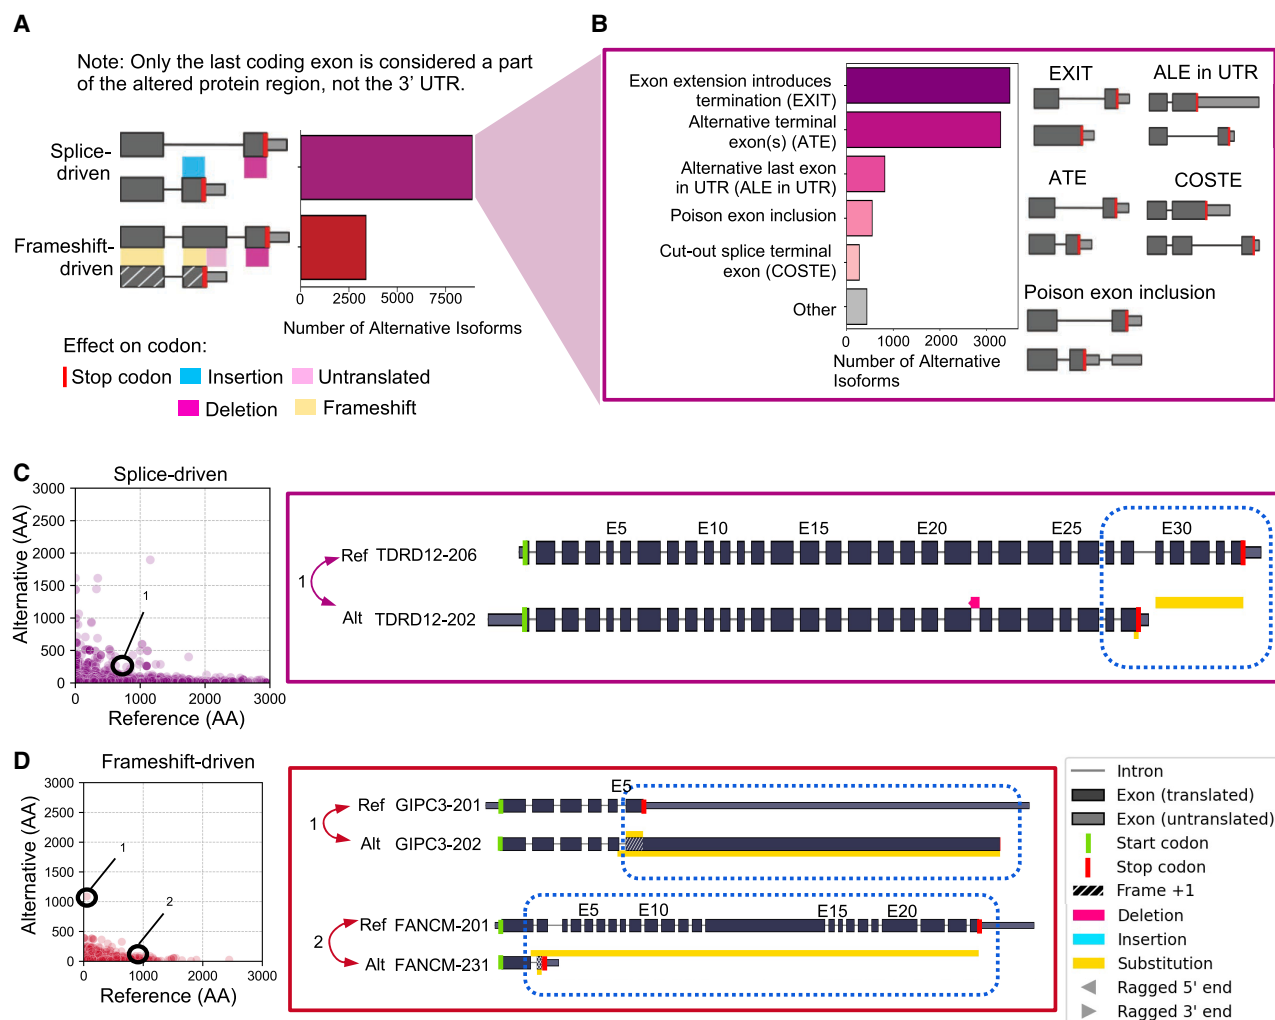 A
Note: Only the last coding exon is considered a part
of the altered protein region, not the 3’ UTR.
Splice-
driven
Frameshift-
driven
0
2500
5000
7500
Number of Alternative Isoforms
Effect on codon:
Stop codon
Insertion
Untranslated
Deletion
Frameshift
B
Exon extension introduces
termination (EXIT)
Alternative terminal
exon(s) (ATE)
Alternative last exon
in UTR (ALE in UTR)
Poison exon inclusion
Cut-out splice terminal
exon (COSTE)
Other
0
1000
2000
3000
Number of Alternative
Isoforms
EXIT
ALE in UTR
ATE
COSTE
Poison exon inclusion
C
Splice-driven
3000
2500
2000
1500
1000
500
0
Alternative (AA)
1
0
1000
2000
3000
Reference (AA)
1
Ref TDRD12-206
Alt TDRD12-202
E5
E10
E15
E20
E25
E30
D
Frameshift-driven
3000
2500
2000
1500
1000
500
0
Alternative (AA)
1
2
0
1000
2000
3000
Reference (AA)
1
Ref GIPC3-201
Alt GIPC3-202
E5
2
Ref FANCM-201
Alt FANCM-231
E5
E10
E15
E20
Intron
Exon (translated)
Exon (untranslated)
Start codon
Stop codon
Frame +1
Deletion
Insertion
Substitution
Ragged 5' end
Ragged 3' end